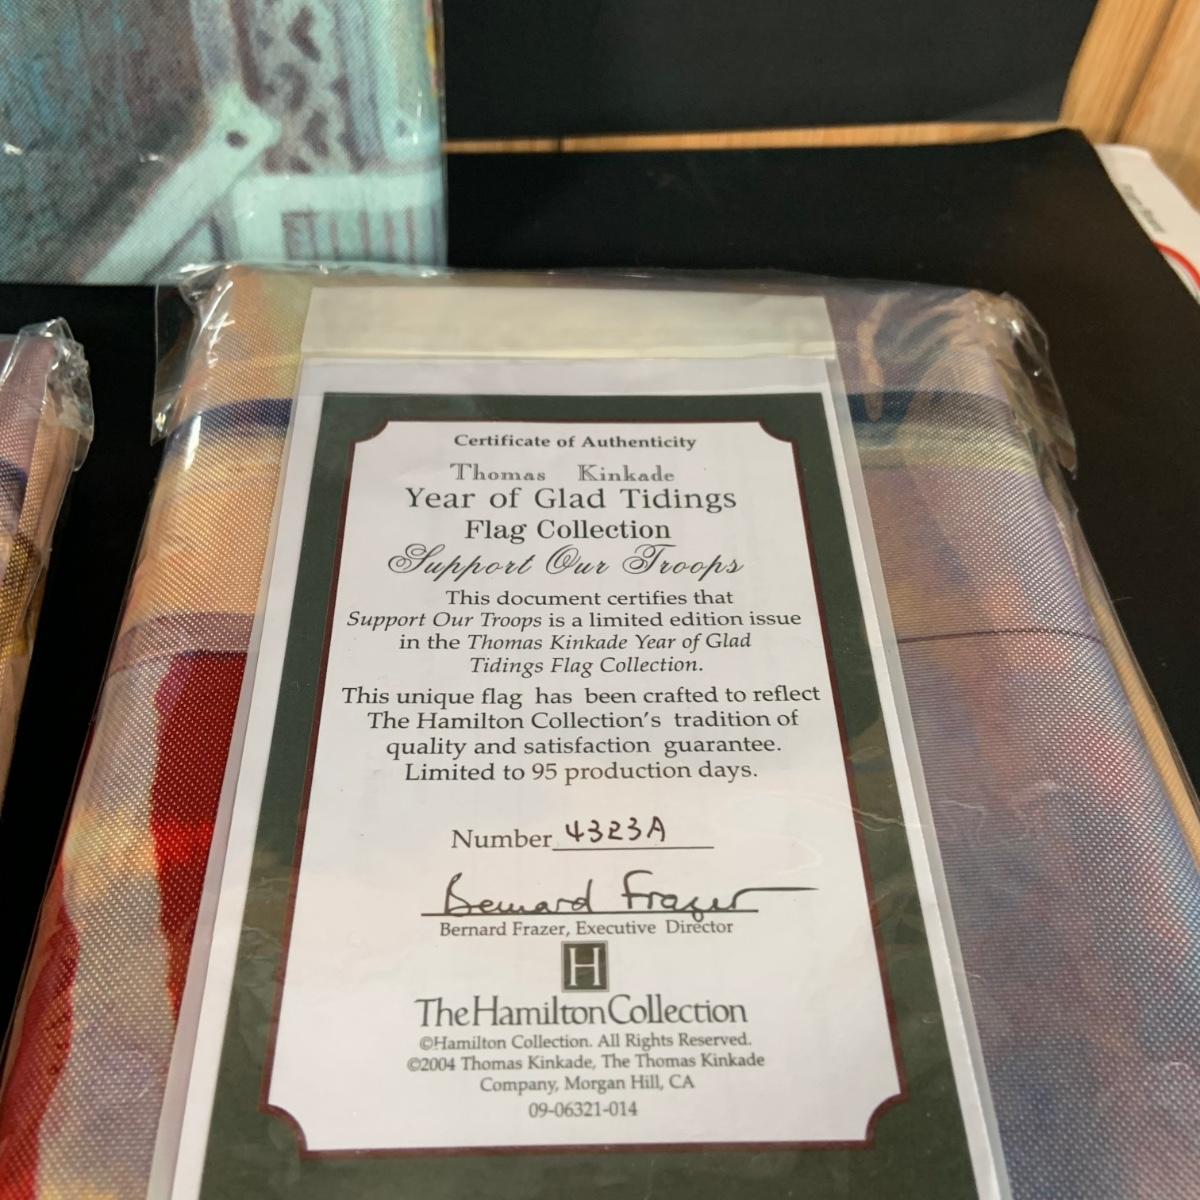 Certificate of Authenticity
Thomas Kinkade
Year of Glad Tidings
Flag Collection
Support Our Troops
This document certifies that
Support Our Troops is a limited edition issue
in the Thomas Kinkade Year of Glad
Tidings Flag Collection.
This unique flag has been crafted to reflect
The Hamilton Collection's tradition of
quality and satisfaction guarantee.
Limited to 95 production days.
Number 4323A
Bernard Frazer
Bernard Frazer, Executive Director
H
The Hamilton Collection
©Hamilton Collection. All Rights Reserved.
©2004 Thomas Kinkade, The Thomas Kinkade
Company, Morgan Hill, CA
09-06321-014